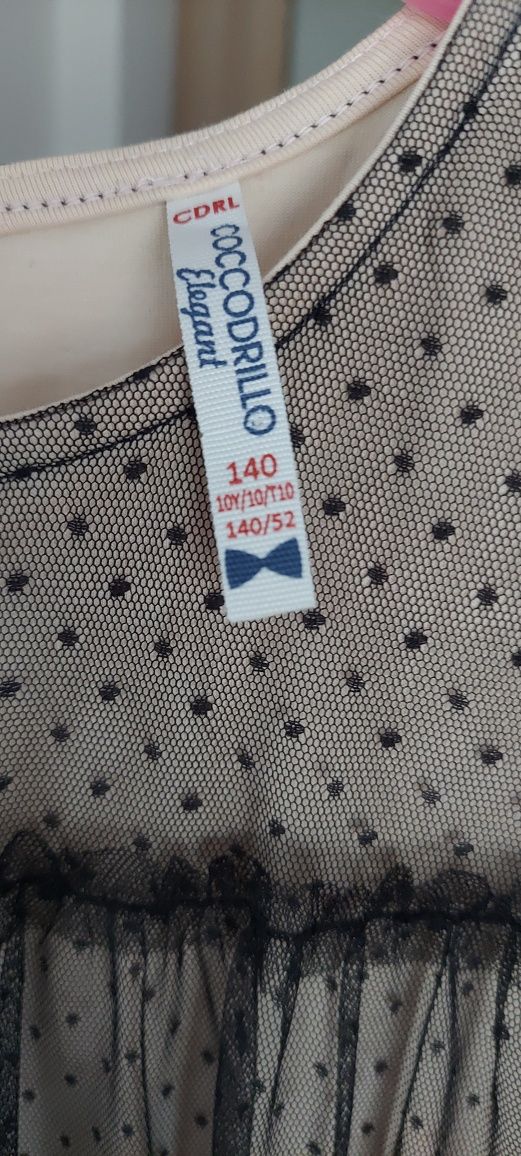 CDRL
COCCODRILLO
Elegant
140
10Y/10/T10
140/52